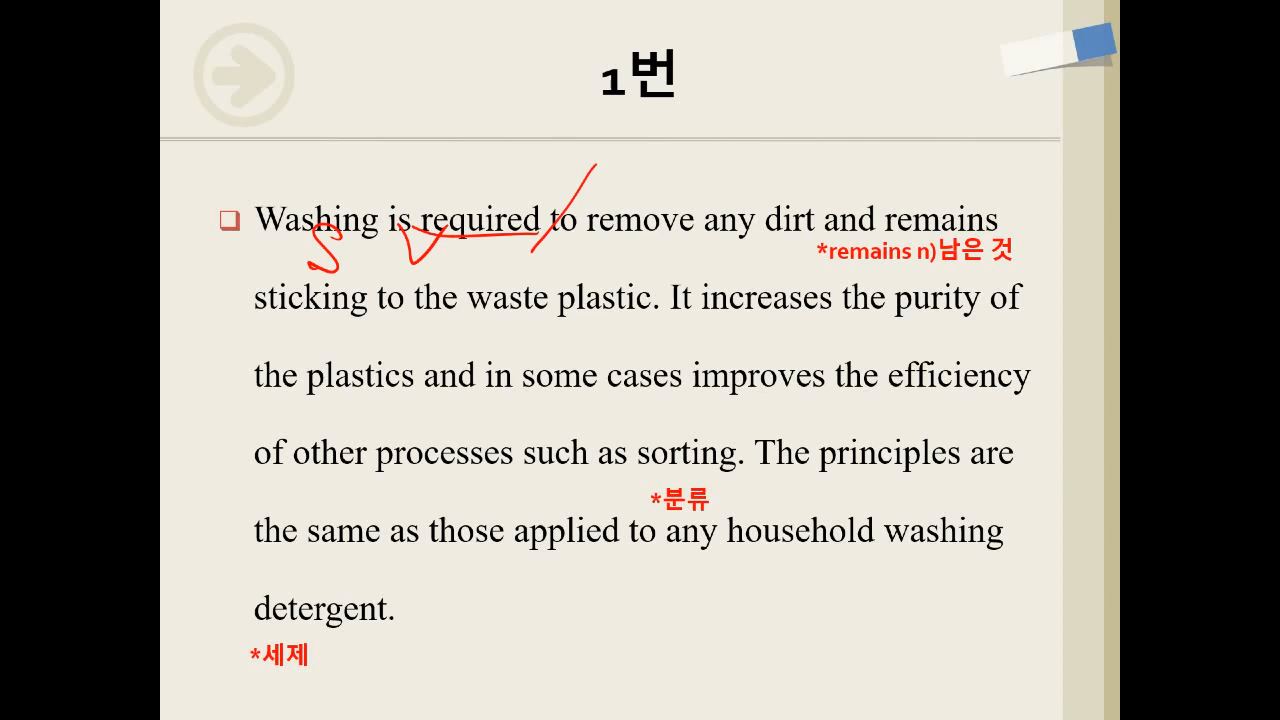 1번
Washing is required to remove any dirt and remains
S V
*remains n)남은 것
sticking to the waste plastic. It increases the purity of
the plastics and in some cases improves the efficiency
of other processes such as sorting. The principles are
*분류
the same as those applied to any household washing
detergent.
*세제